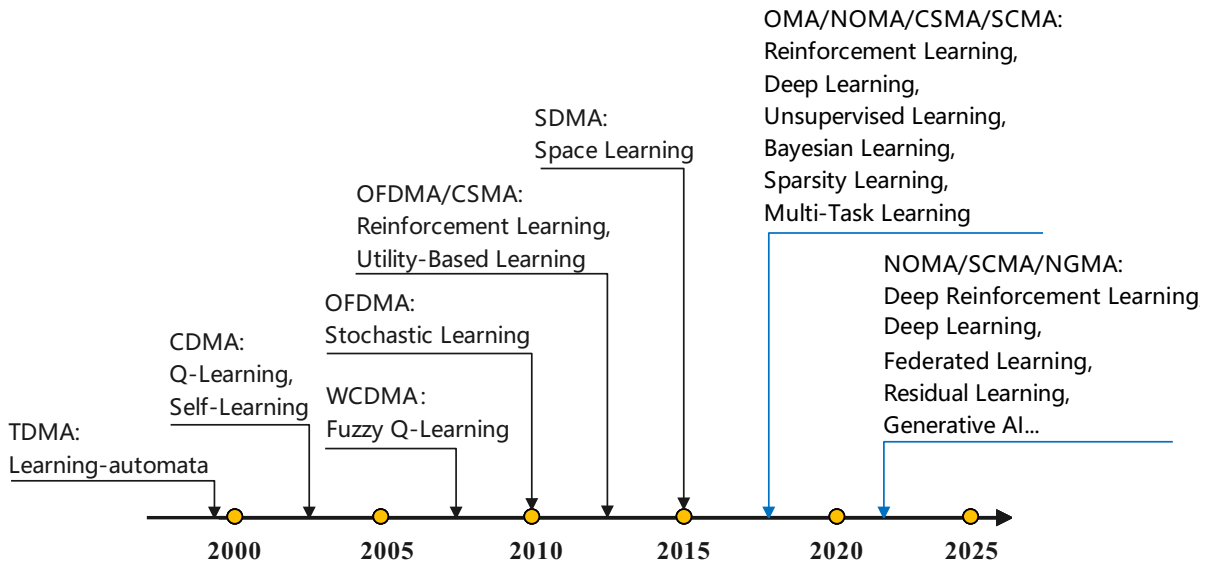 TDMA:
Learning-automata
CDMA:
Q-Learning,
Self-Learning
WCDMA:
Fuzzy Q-Learning
OFDMA:
Stochastic Learning
OFDMA/CSMA:
Reinforcement Learning,
Utility-Based Learning
SDMA:
Space Learning
OMA/NOMA/CSMA/SCMA:
Reinforcement Learning,
Deep Learning,
Unsupervised Learning,
Bayesian Learning,
Sparsity Learning,
Multi-Task Learning
NOMA/SCMA/NGMA:
Deep Reinforcement Learning
Deep Learning,
Federated Learning,
Residual Learning,
Generative AI...
2000 2005 2010 2015 2020 2025